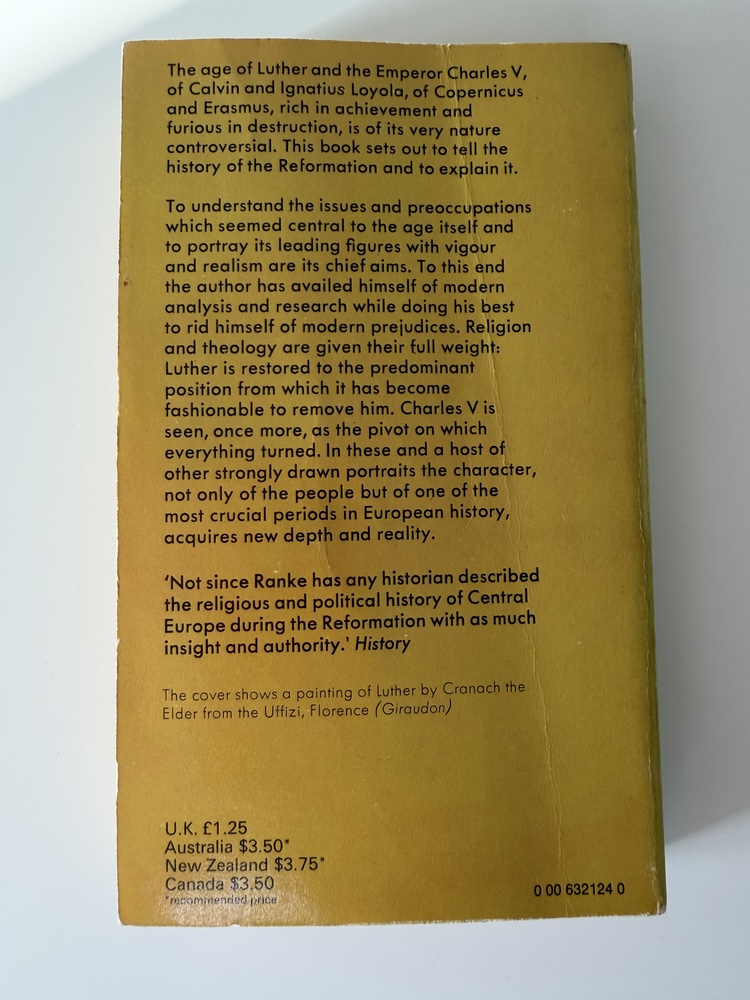 The age of Luther and the Emperor Charles V,
of Calvin and Ignatius Loyola, of Copernicus
and Erasmus, rich in achievement and
furious in destruction, is of its very nature
controversial. This book sets out to tell the
history of the Reformation and to explain it.
To understand the issues and preoccupations
which seemed central to the age itself and
to portray its leading figures with vigour
and realism are its chief aims. To this end
the author has availed himself of modern
analysis and research while doing his best
to rid himself of modern prejudices. Religion
and theology are given their full weight:
Luther is restored to the predominant
position from which it has become
fashionable to remove him. Charles V is
seen, once more, as the pivot on which
everything turned. In these and a host of
other strongly drawn portraits the character,
not only of the people but of one of the
most crucial periods in European history,
acquires new depth and reality.
‘Not since Ranke has any historian described
the religious and political history of Central
Europe during the Reformation with as much
insight and authority.’ History
The cover shows a painting of Luther by Cranach the
Elder from the Uffizi, Florence (Giraudon)
U.K. £1.25
Australia $3.50*
New Zealand $3.75*
Canada $3.50
*recommended price
0 00 632124 0